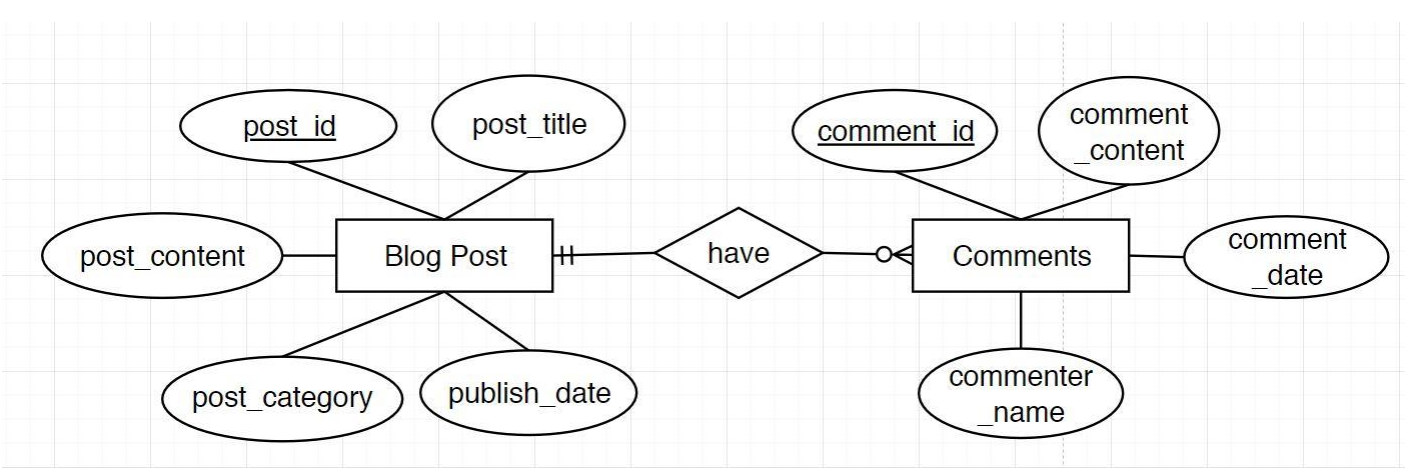 post_id
post_title
comment_id
comment
_content
post_content
Blog Post
have
Comments
comment
_date
post_category
publish_date
commenter
_name